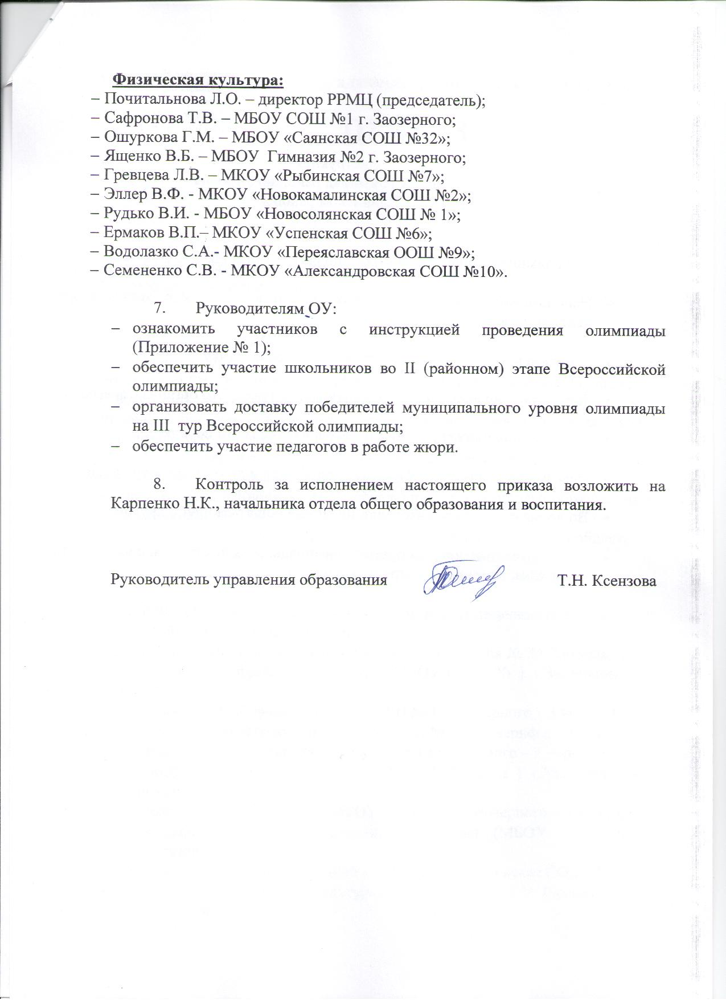 Физическая культура:
– Почитальнова Л.О. – директор РРМЦ (председатель);
– Сафронова Т.В. – МБОУ СОШ №1 г. Заозерного;
– Ошуркова Г.М. – МБОУ «Саянская СОШ №32»;
– Ященко В.Б. – МБОУ  Гимназия №2 г. Заозерного;
– Гревцева Л.В. – МКОУ «Рыбинская СОШ №7»;
– Эллер В.Ф. - МКОУ «Новокамалинская СОШ №2»;
– Рудько В.И. - МБОУ «Новосолянская СОШ № 1»;
– Ермаков В.П.– МКОУ «Успенская СОШ №6»;
– Водолазко С.А.- МКОУ «Переяславская ООШ №9»;
– Семененко С.В. - МКОУ «Александровская СОШ №10».
7. Руководителям ОУ:
– ознакомить участников с инструкцией проведения олимпиады
(Приложение № 1);
– обеспечить участие школьников во II (районном) этапе Всероссийской
олимпиады;
– организовать доставку победителей муниципального уровня олимпиады
на III  тур Всероссийской олимпиады;
– обеспечить участие педагогов в работе жюри.
8. Контроль за исполнением настоящего приказа возложить на
Карпенко Н.К., начальника отдела общего образования и воспитания.
Руководитель управления образования Т.Н. Ксензова